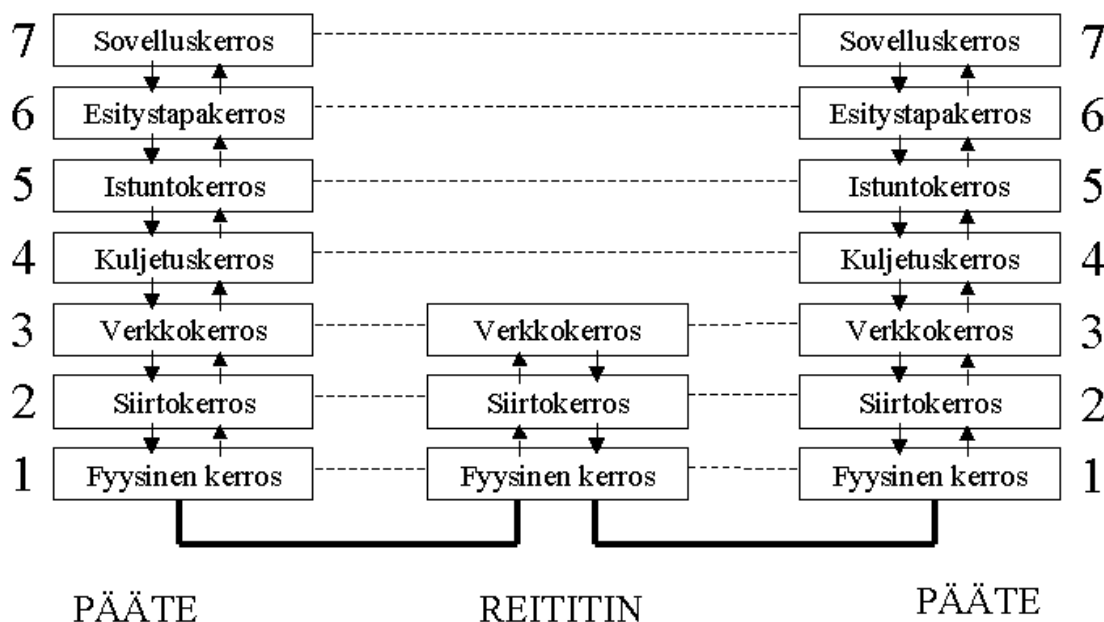 7 Sovelluskerros Sovelluskerros 7
6 Esitystapakerros Esitystapakerros 6
5 Istuntokerros Istuntokerros 5
4 Kuljetuskerros Kuljetuskerros 4
3 Verkkokerros Verkkokerros Verkkokerros 3
2 Siirtokerros Siirtokerros Siirtokerros 2
1 Fyysinen kerros Fyysinen kerros Fyysinen kerros 1
PÄÄTE REITITIN PÄÄTE